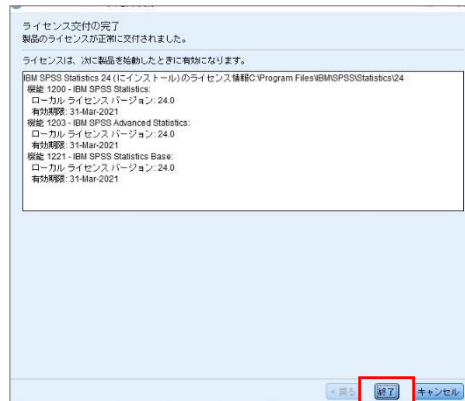 ライセンス交付の完了
製品のライセンスが正常に交付されました。
ライセンスは、次に製品を始動したときに有効になります。
IBM SPSS Statistics 24 (にインストール)のライセンス情報C:\Program Files\IBM\SPSS\Statistics\24
機能 1200 - IBM SPSS Statistics:
ローカル ライセンス バージョン: 24.0
有効期限: 31-Mar-2021
機能 1203 - IBM SPSS Advanced Statistics:
ローカル ライセンス バージョン: 24.0
有効期限: 31-Mar-2021
機能 1221 - IBM SPSS Statistics Base:
ローカル ライセンス バージョン: 24.0
有効期限: 31-Mar-2021
< 戻る 終了 キャンセル